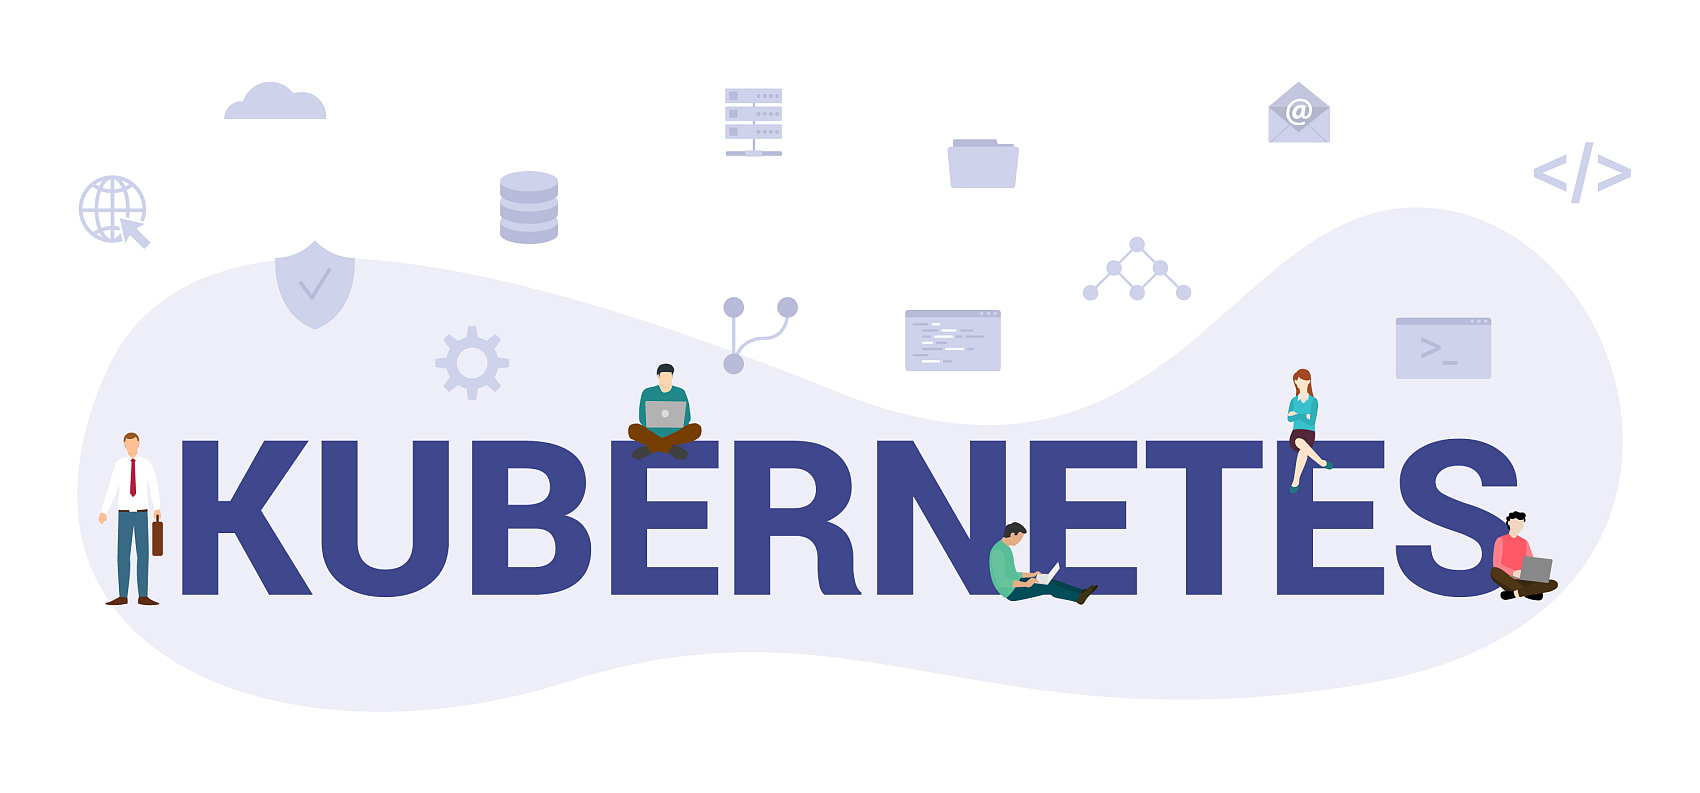 @
</>
>_
KUBERNETES